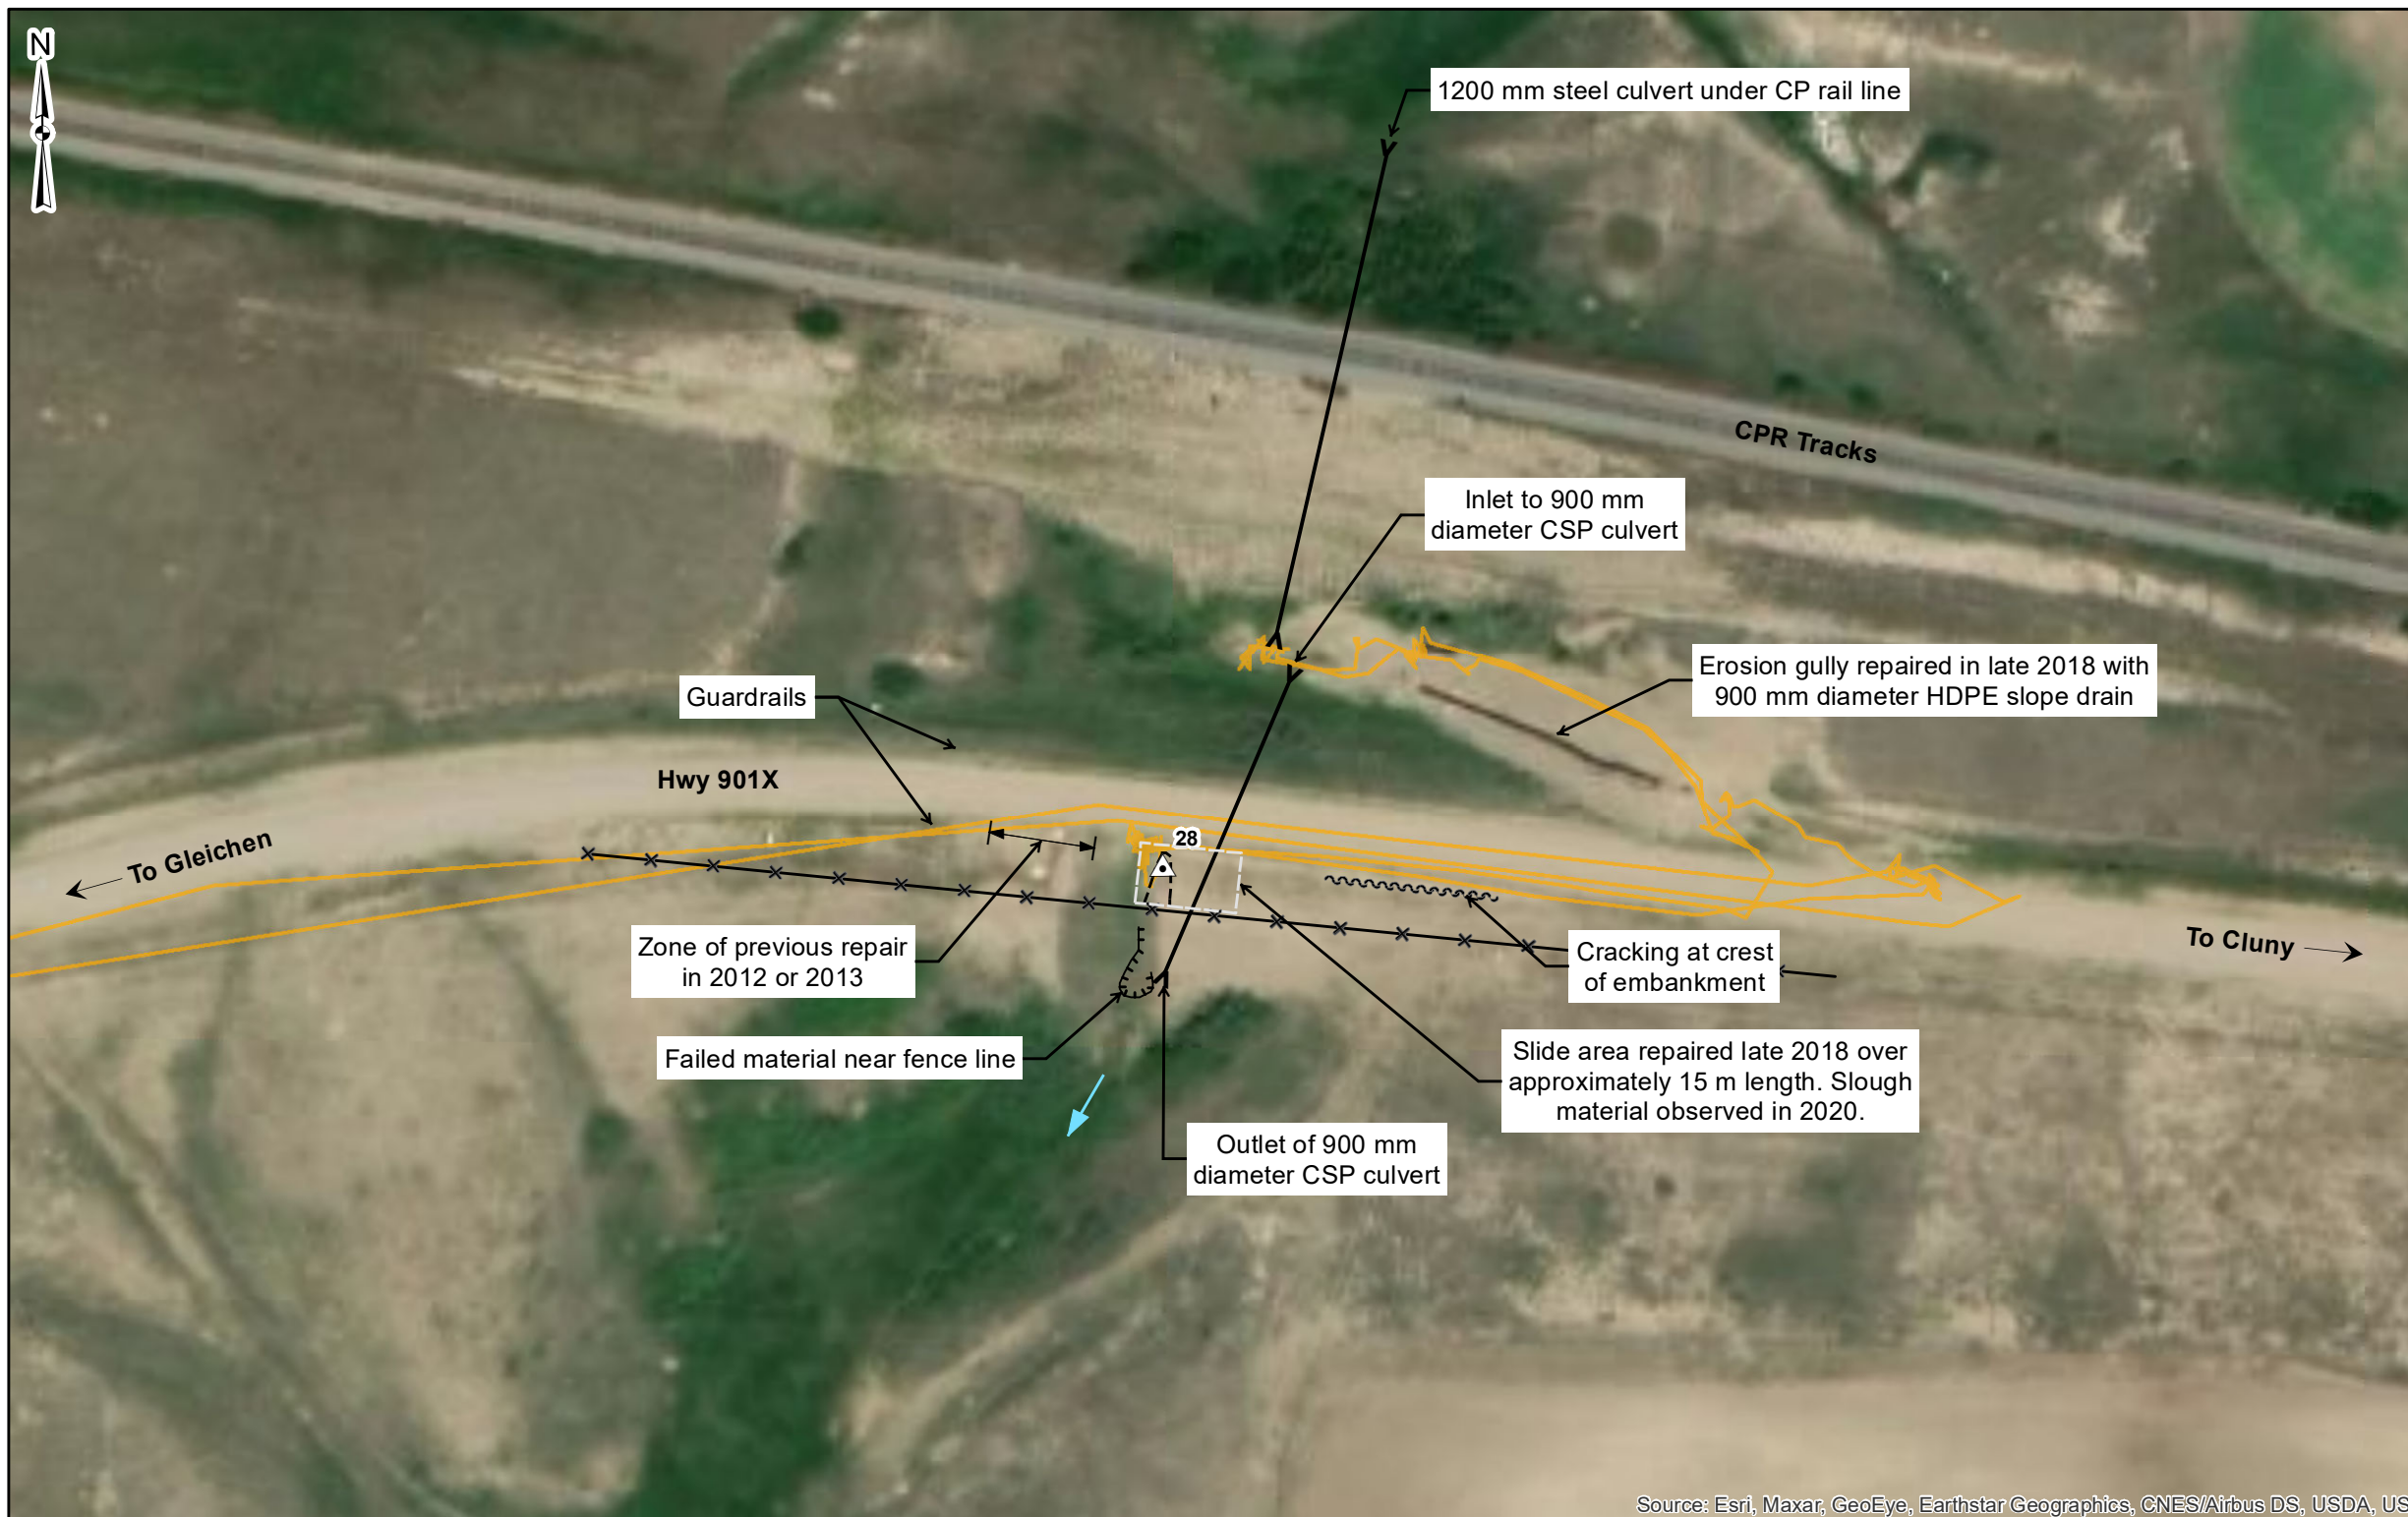 N
1200 mm steel culvert under CP rail line
CPR Tracks
Inlet to 900 mm
diameter CSP culvert
Erosion gully repaired in late 2018 with
900 mm diameter HDPE slope drain
Guardrails
Hwy 901X
To Gleichen
28
Zone of previous repair
in 2012 or 2013
Cracking at crest
of embankment
To Cluny
Failed material near fence line
Slide area repaired late 2018 over
approximately 15 m length. Slough
material observed in 2020.
Outlet of 900 mm
diameter CSP culvert
Source: Esri, Maxar, GeoEye, Earthstar Geographics, CNES/Airbus DS, USDA, US